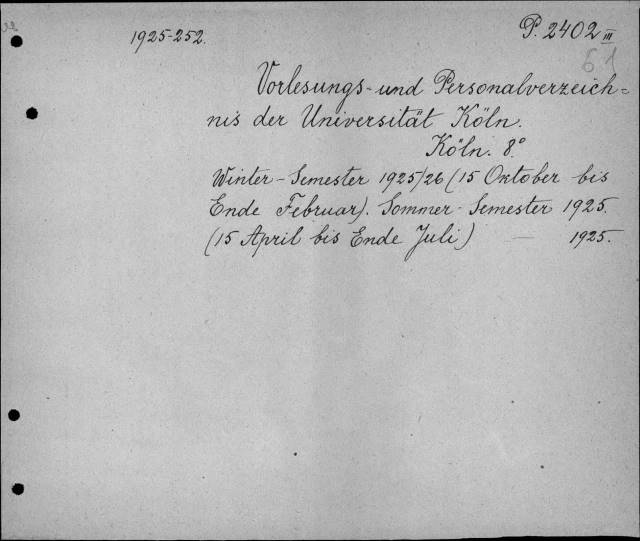 1925-252.
P. 2402 III
61
Vorlesungs- und Personalverzeich=
nis der Universität Köln.
Köln. 8°
Winter-Semester 1925/26 (15 Oktober bis
Ende Februar). Sommer-Semester 1925.
(15 April bis Ende Juli) — 1925.